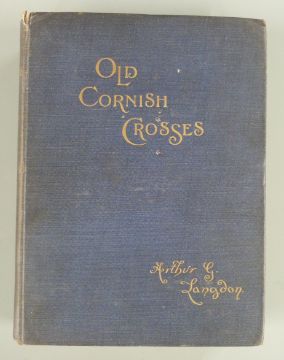 OLD
CORNISH
CROSSES
Arthur G.
Langdon.